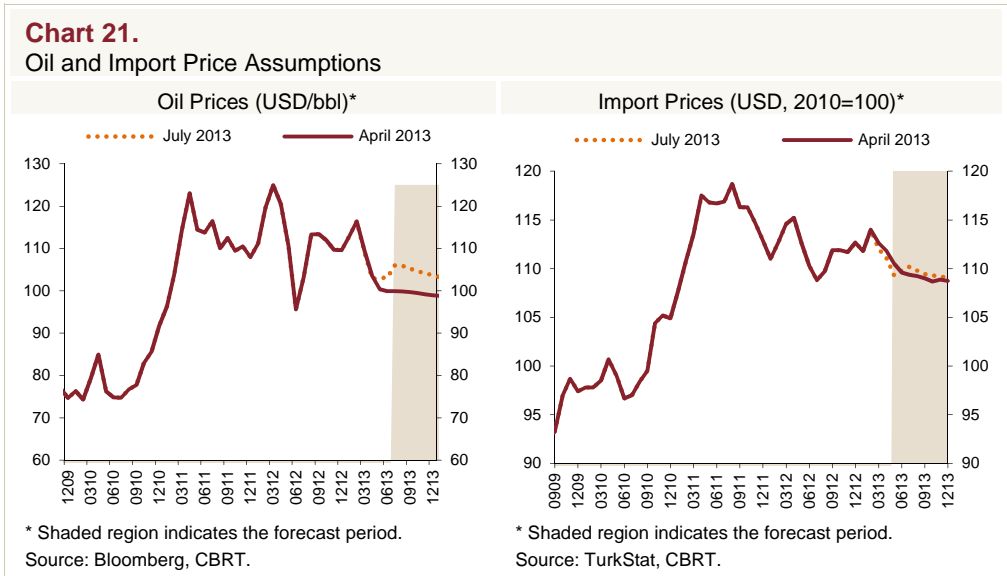 Chart 21.
Oil and Import Price Assumptions
Oil Prices (USD/bbl)*
July 2013 April 2013
130 130
120 120
110 110
100 100
90 90
80 80
70 70
60 60
1209 0310 0610 0910 1210 0311 0611 0911 1211 0312 0612 0912 1212 0313 0613 0913 1213
* Shaded region indicates the forecast period.
Source: Bloomberg, CBRT.
Import Prices (USD, 2010=100)*
July 2013 April 2013
120 120
115 115
110 110
105 105
100 100
95 95
90 90
0909 1209 0310 0610 0910 1210 0311 0611 0911 1211 0312 0612 0912 1212 0313 0613 0913 1213
* Shaded region indicates the forecast period.
Source: TurkStat, CBRT.